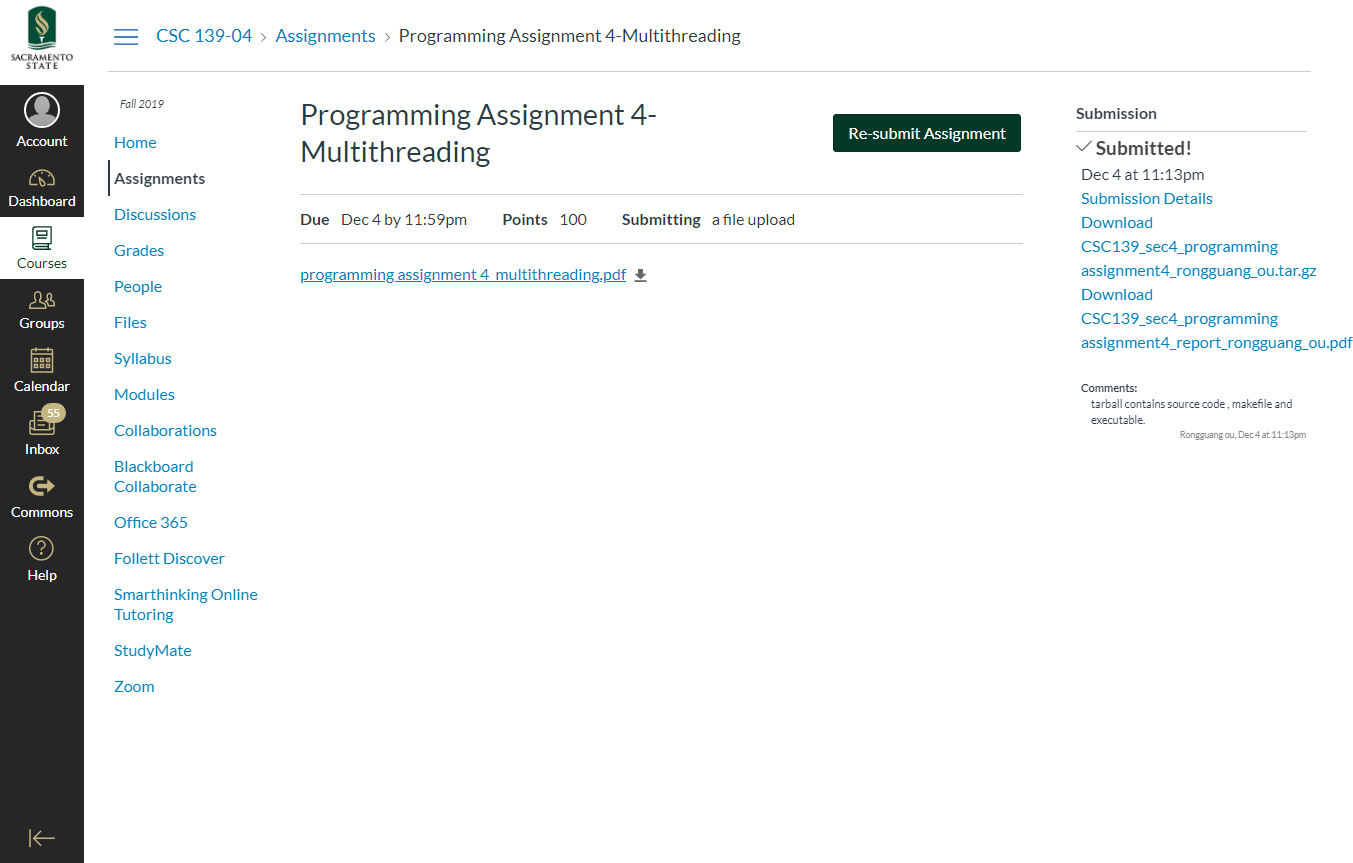 SACRAMENTO
STATE
Account
Dashboard
Courses
Groups
Calendar
55
Inbox
Commons
Help
CSC 139-04 › Assignments › Programming Assignment 4-Multithreading
Fall 2019
Home
Assignments
Discussions
Grades
People
Files
Syllabus
Modules
Collaborations
Blackboard
Collaborate
Office 365
Follett Discover
Smarthinking Online
Tutoring
StudyMate
Zoom
Programming Assignment 4-
Multithreading
Re-submit Assignment
Due Dec 4 by 11:59pm Points 100 Submitting a file upload
programming assignment 4_multithreading.pdf
Submission
Submitted!
Dec 4 at 11:13pm
Submission Details
Download
CSC139_sec4_programming
assignment4_rongguang_ou.tar.gz
Download
CSC139_sec4_programming
assignment4_report_rongguang_ou.pdf
Comments:
tarball contains source code , makefile and
executable.
Rongguang ou, Dec 4 at 11:13pm